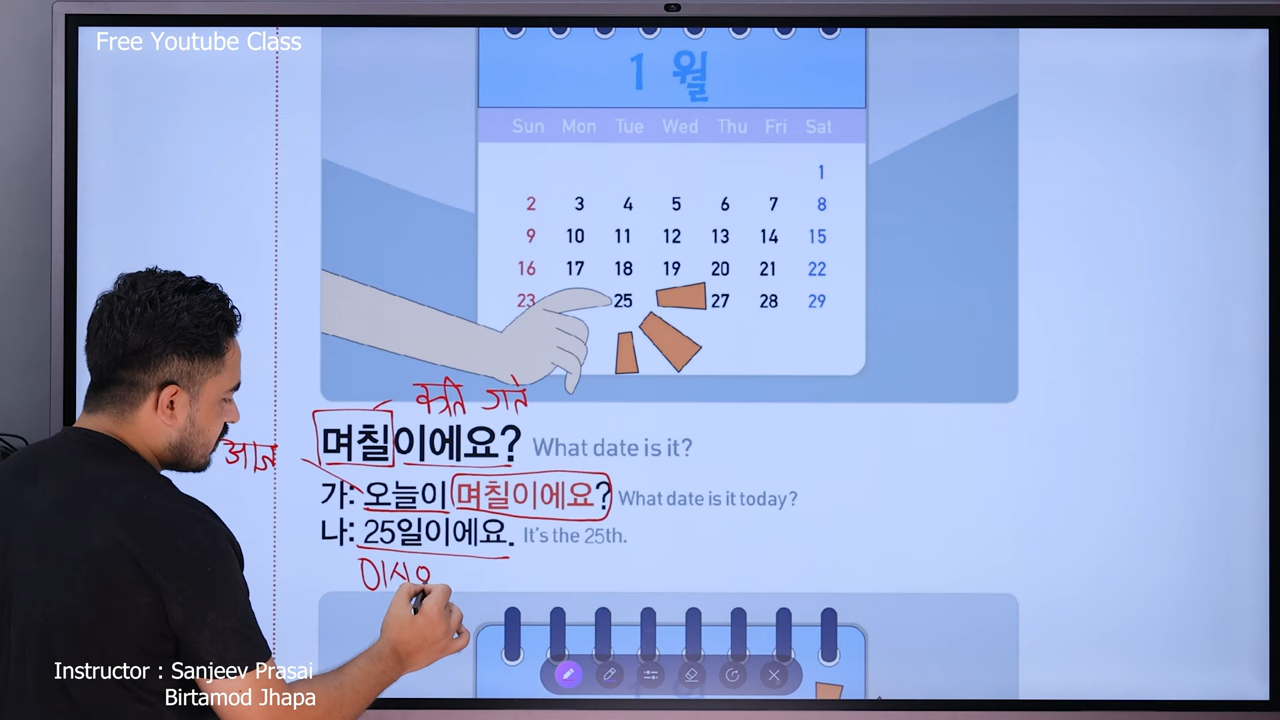 Free Youtube Class
1 월
Sun Mon Tue Wed Thu Fri Sat
1
2 3 4 5 6 7 8
9 10 11 12 13 14 15
16 17 18 19 20 21 22
23 25 27 28 29
कति गते
며칠이에요? What date is it?
आज
가: 오늘이 며칠이에요? What date is it today?
나: 25일이에요. It's the 25th.
이시오
Instructor : Sanjeev Prasai
Birtamod Jhapa